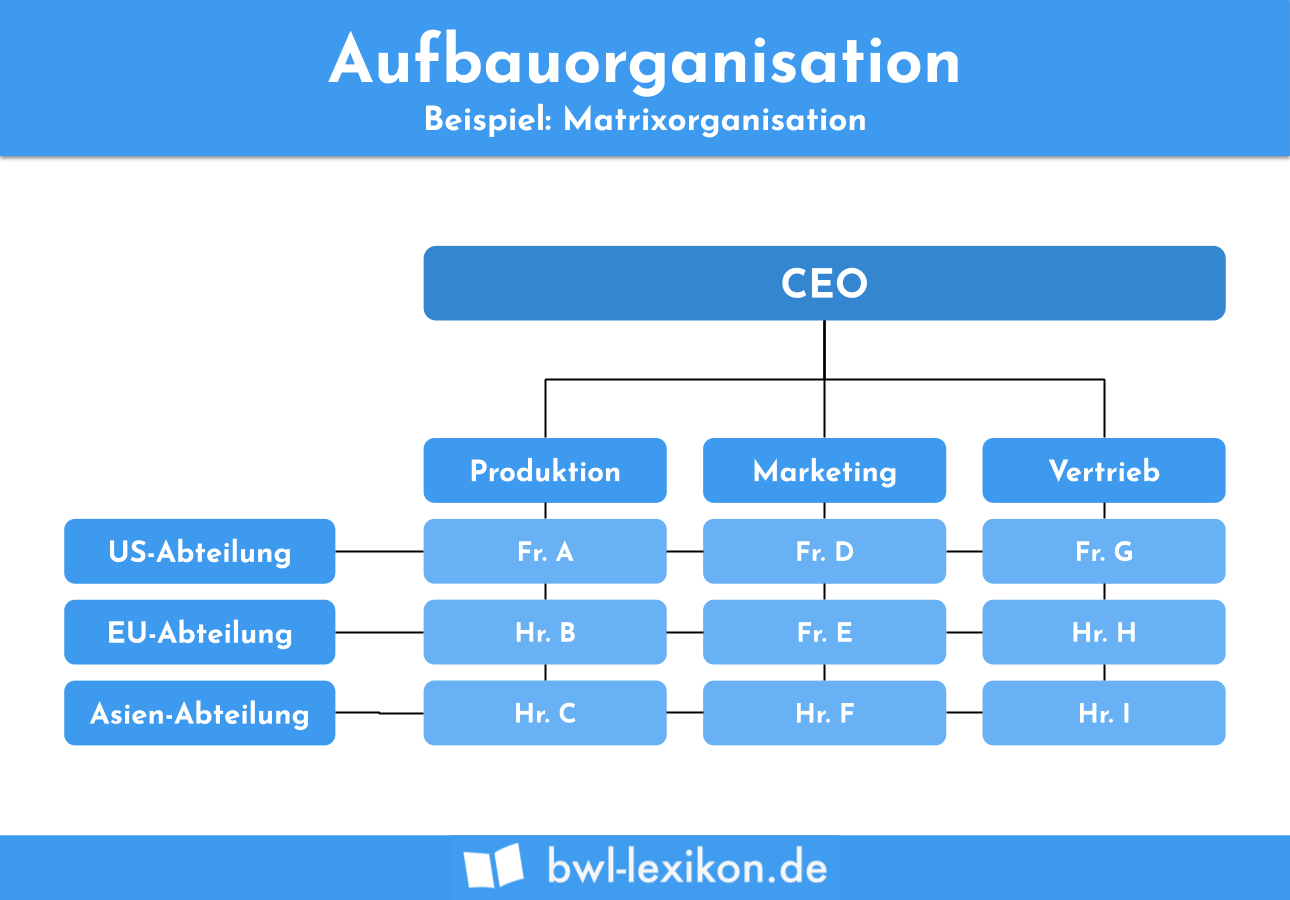 Aufbauorganisation
Beispiel: Matrixorganisation
CEO
Produktion Marketing Vertrieb
US-Abteilung Fr. A Fr. D Fr. G
EU-Abteilung Hr. B Fr. E Hr. H
Asien-Abteilung Hr. C Hr. F Hr. I
bwl-lexikon.de